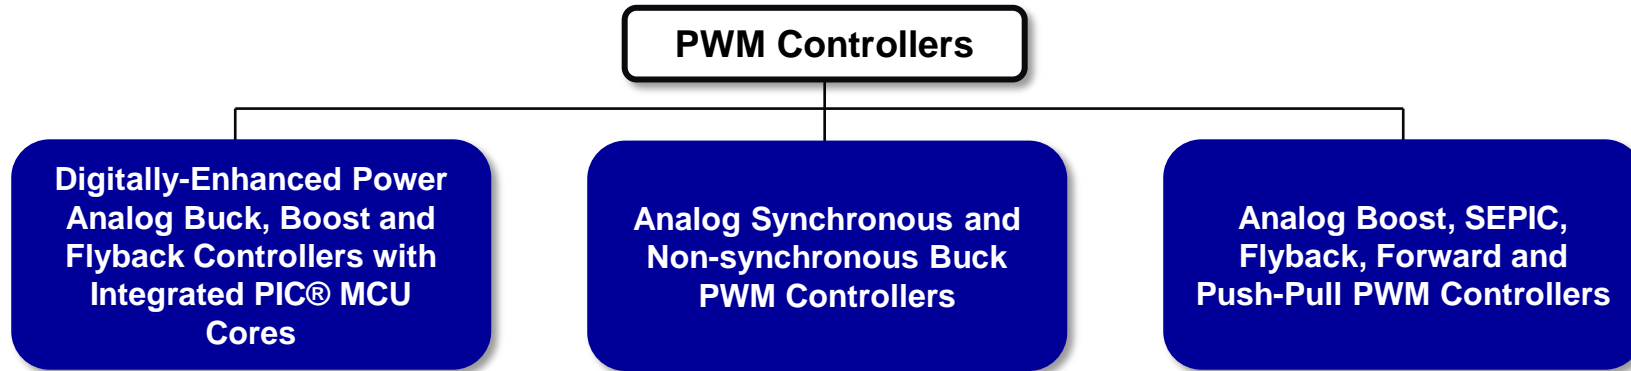 PWM Controllers
Digitally-Enhanced Power
Analog Buck, Boost and
Flyback Controllers with
Integrated PIC® MCU
Cores
Analog Synchronous and
Non-synchronous Buck
PWM Controllers
Analog Boost, SEPIC,
Flyback, Forward and
Push-Pull PWM Controllers